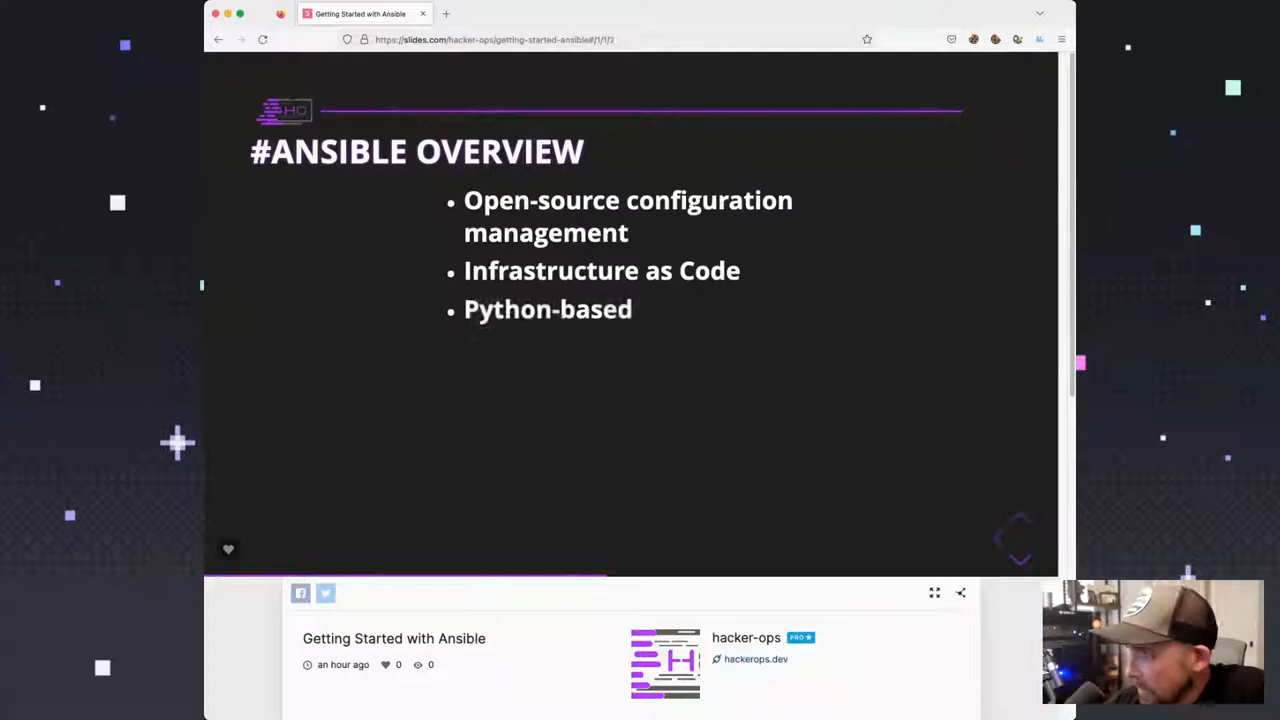 Getting Started with Ansible
https://slides.com/hacker-ops/getting-started-ansible#/1/1/2
HO
#ANSIBLE OVERVIEW
• Open-source configuration
management
• Infrastructure as Code
• Python-based
Getting Started with Ansible
an hour ago 0 0
hacker-ops PRO
hackerops.dev